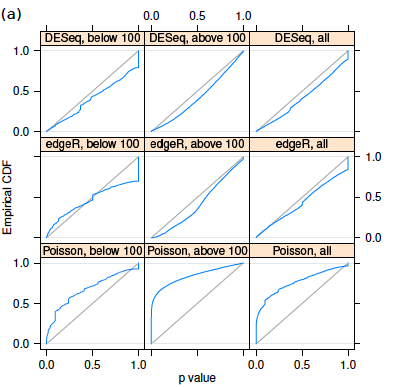 (a)
0.0 0.5 1.0
DESeq, below 100 DESeq, above 100 DESeq, all
1.0
0.5
0.0
edgeR, below 100 edgeR, above 100 edgeR, all
1.0
0.5
0.0
Empirical CDF
Poisson, below 100 Poisson, above 100 Poisson, all
1.0
0.5
0.0
0.0 0.5 1.0 0.0 0.5 1.0
p value